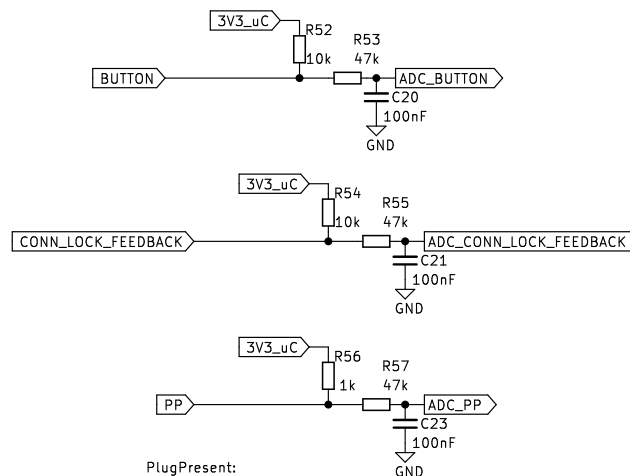 3V3_uC
R52
10k
R53
47k
BUTTON
ADC_BUTTON
C20
100nF
GND
3V3_uC
R54
10k
R55
47k
CONN_LOCK_FEEDBACK
ADC_CONN_LOCK_FEEDBACK
C21
100nF
GND
3V3_uC
R56
1k
R57
47k
PP
ADC_PP
C23
100nF
GND
PlugPresent: